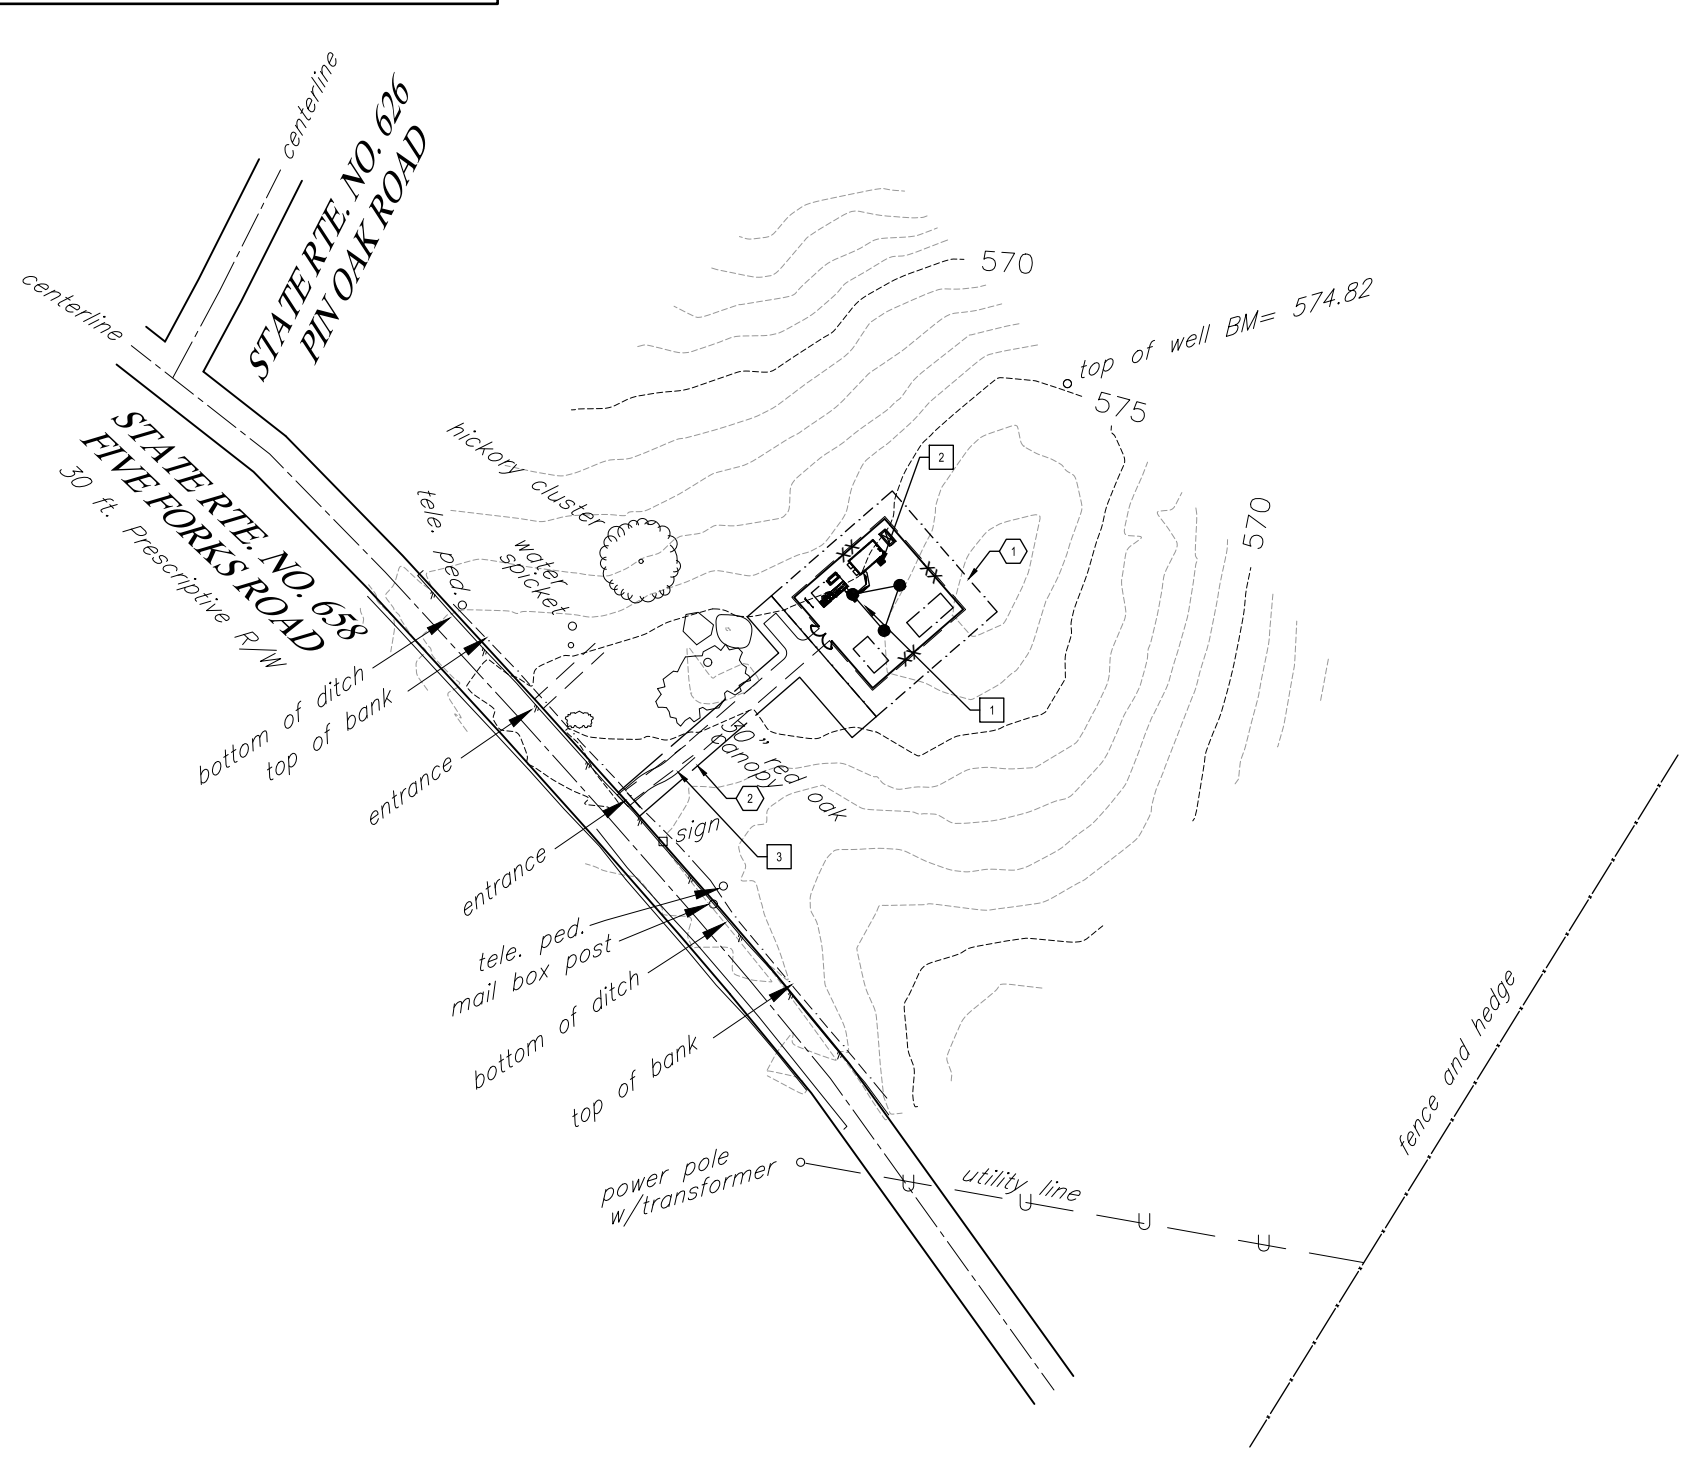 centerline
STATE RTE. NO. 626
PIN OAK ROAD
centerline
STATE RTE. NO. 658
FIVE FORKS ROAD
30 ft. Prescriptive R/W
570
top of well BM= 574.82
575
570
hickory cluster
tele. ped.
water
spicket
2
1
1
bottom of ditch
top of bank
entrance
30" red oak
canopy
2
3
sign
entrance
tele. ped.
mail box post
bottom of ditch
top of bank
power pole
w/transformer
utility line
U
U
U
U
fence and hedge